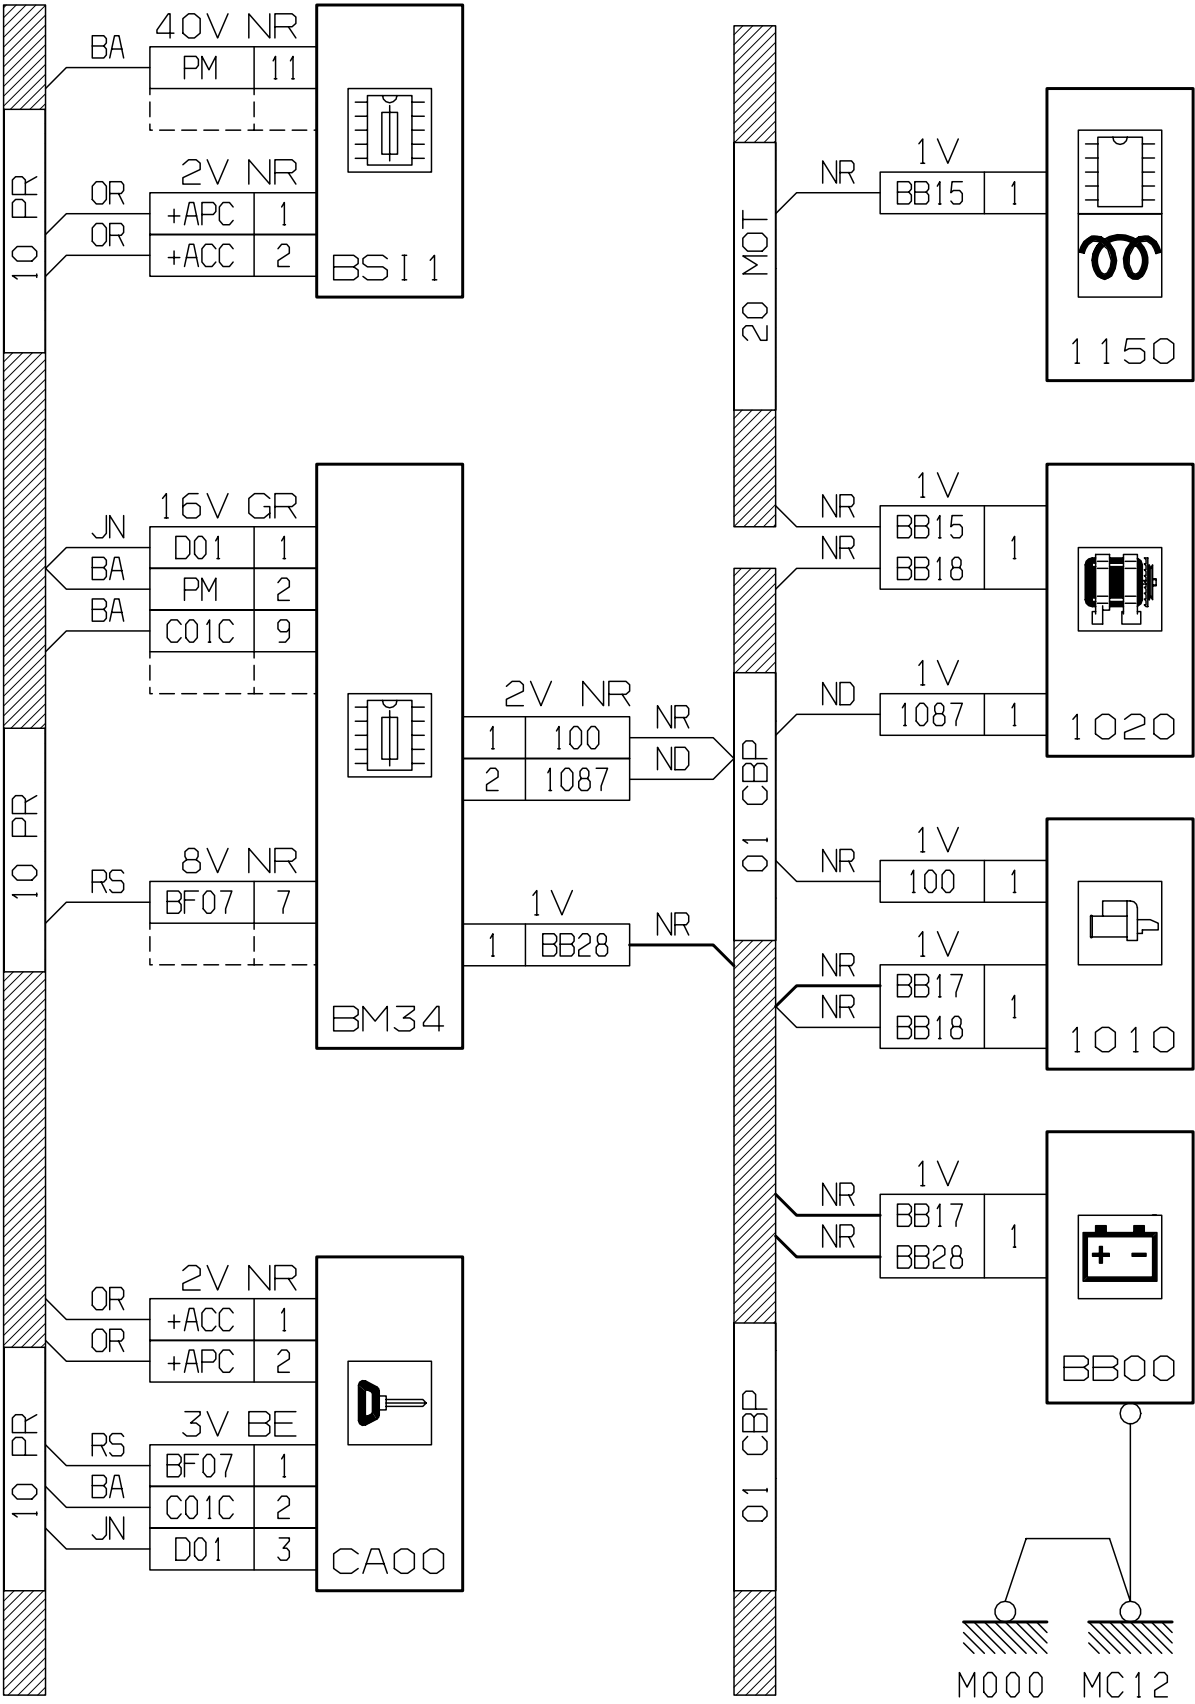 40V NR
BA PM 11
2V NR
OR +APC 1
OR +ACC 2
BSI1
10 PR
16V GR
JN D01 1
BA PM 2
BA C01C 9
2V NR
1 100 NR
2 1087 ND
8V NR
RS BF07 7
1V
1 BB28 NR
BM34
10 PR
2V NR
OR +ACC 1
OR +APC 2
3V BE
RS BF07 1
BA C01C 2
JN D01 3
CA00
10 PR
20 MOT
1V
NR BB15 1
1150
1V
NR BB15 1
NR BB18
1V
ND 1087 1
1020
01 CBP
1V
NR 100 1
1V
NR BB17 1
NR BB18
1010
1V
NR BB17 1
NR BB28
BB00
01 CBP
M000 MC12